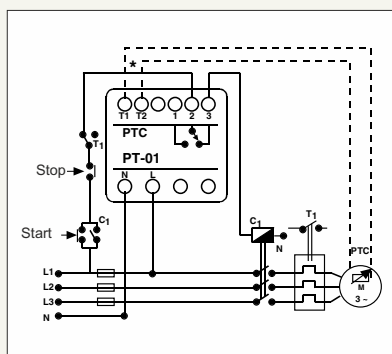 *
T1 T2 1 2 3
PTC
PT-01
T1
Stop
N L
Start
C1
C1
N
T1
PTC
M
3 ~
L1
L2
L3
N